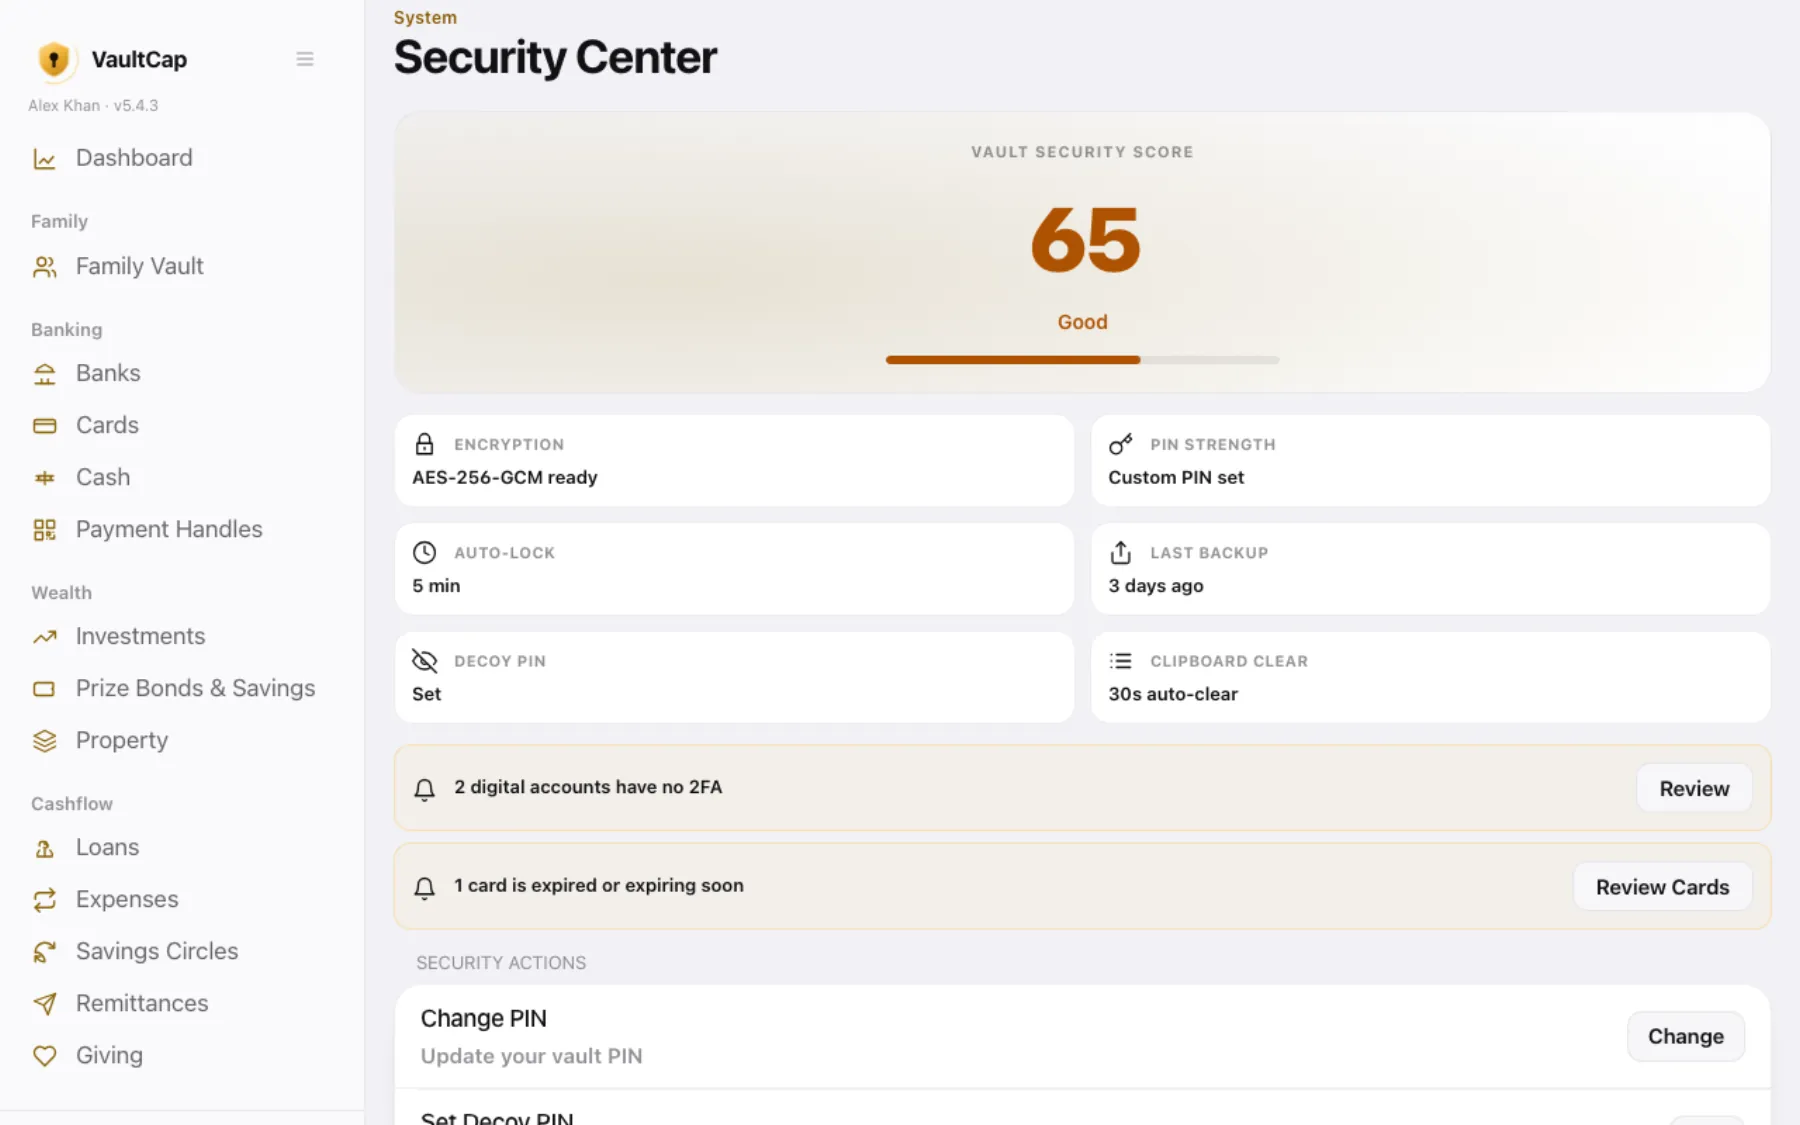 VaultCap
Alex Khan · v5.4.3
Dashboard
Family
Family Vault
Banking
Banks
Cards
Cash
Payment Handles
Wealth
Investments
Prize Bonds & Savings
Property
Cashflow
Loans
Expenses
Savings Circles
Remittances
Giving
System
Security Center
VAULT SECURITY SCORE
65
Good
ENCRYPTION
AES-256-GCM ready
PIN STRENGTH
Custom PIN set
AUTO-LOCK
5 min
LAST BACKUP
3 days ago
DECOY PIN
Set
CLIPBOARD CLEAR
30s auto-clear
2 digital accounts have no 2FA
Review
1 card is expired or expiring soon
Review Cards
SECURITY ACTIONS
Change PIN
Update your vault PIN
Change
Set Decoy PIN